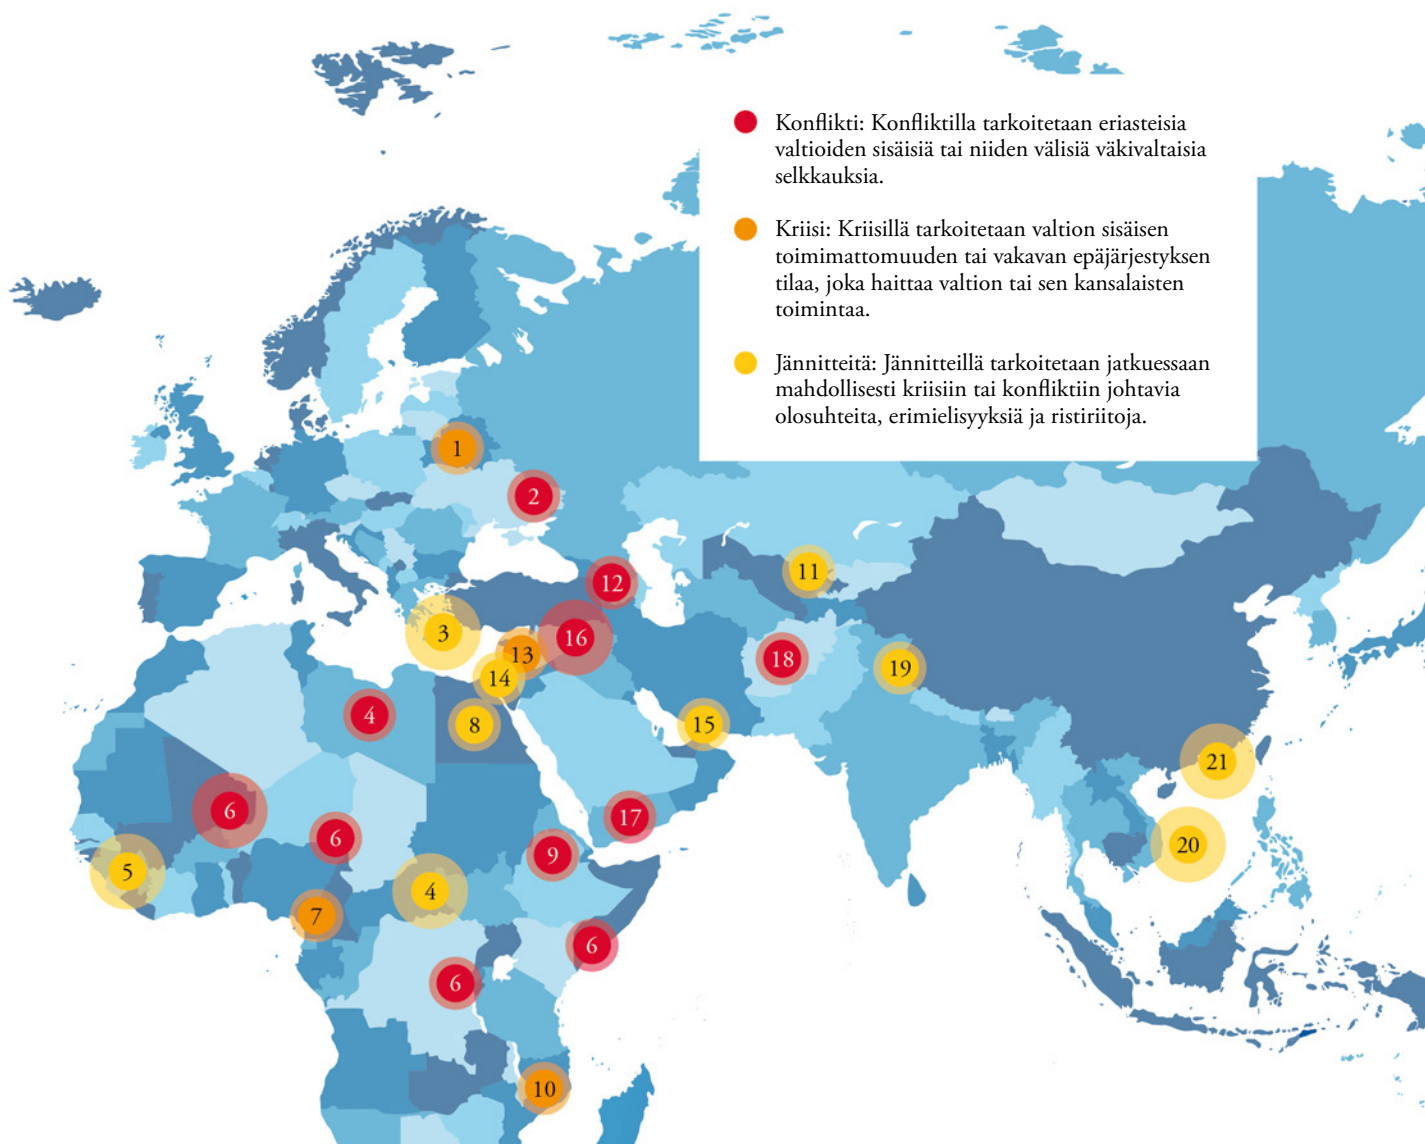 Konflikti: Konfliktilla tarkoitetaan eriasteisia
valtioiden sisäisiä tai niiden välisiä väkivaltaisia
selkkauksia.
Kriisi: Kriisillä tarkoitetaan valtion sisäisen
toimimattomuuden tai vakavan epäjärjestyksen
tilaa, joka haittaa valtion tai sen kansalaisten
toimintaa.
Jännitteitä: Jännitteillä tarkoitetaan jatkuessaan
mahdollisesti kriisiin tai konfliktiin johtavia
olosuhteita, erimielisyyksiä ja ristiriitoja.
1
2
11
12
3
16
13
18
19
14
4
8
15
21
6
17
6
20
9
5
4
7
6
6
10